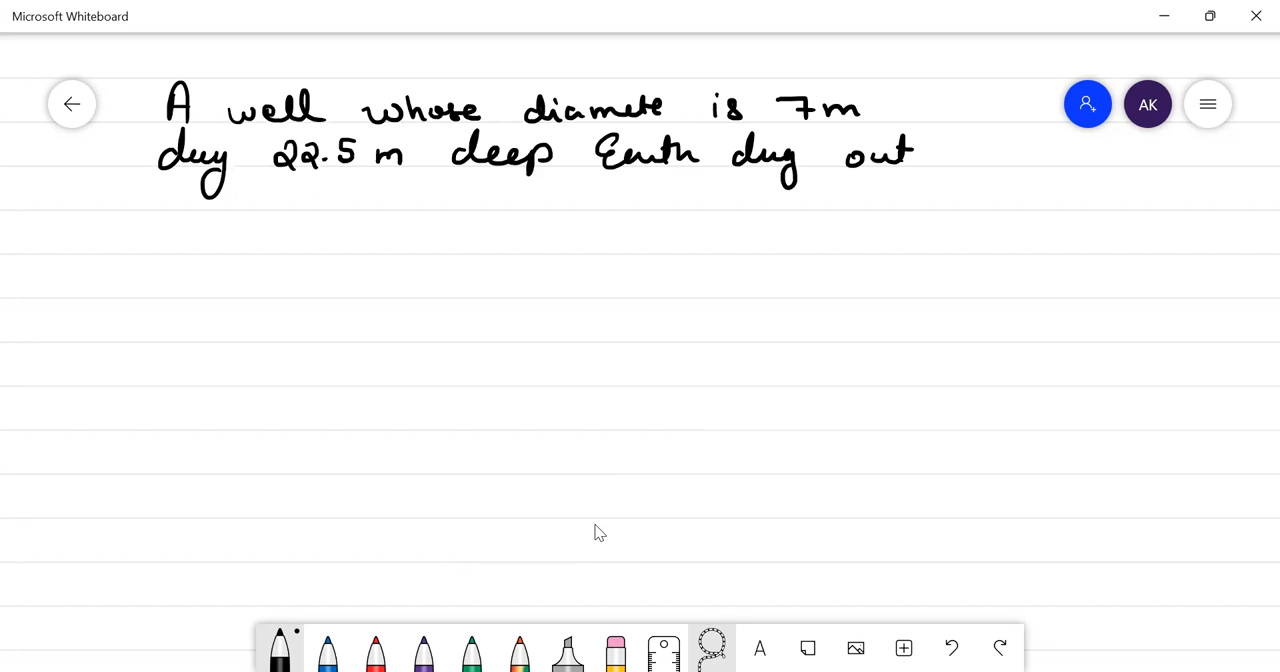 Microsoft Whiteboard
A well whose diamete is 7m
AK
dug 22.5 m deep Earth dug out
A